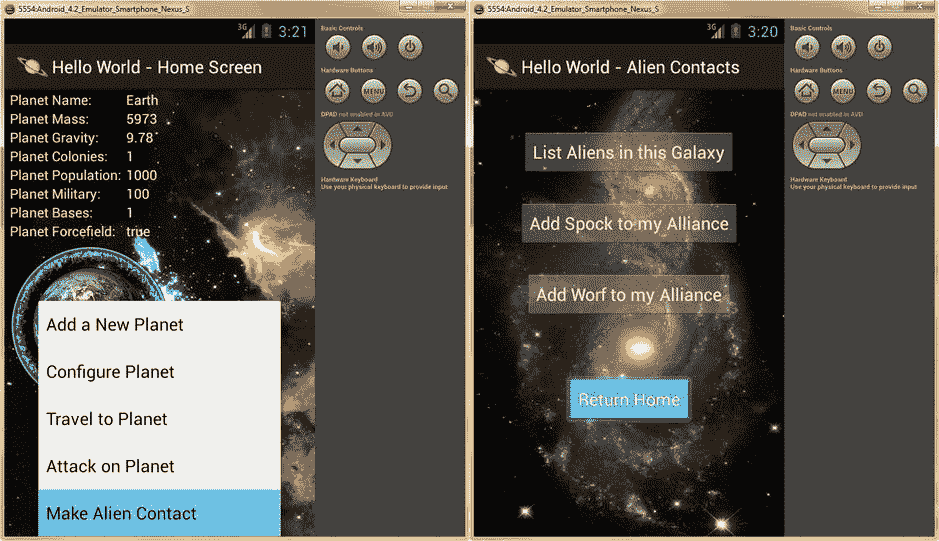 5554:Android_4.2_Emulator_Smartphone_Nexus_S
3G 3:21
Hello World - Home Screen
Planet Name: Earth
Planet Mass: 5973
Planet Gravity: 9.78
Planet Colonies: 1
Planet Population: 1000
Planet Military: 100
Planet Bases: 1
Planet Forcefield: true
Add a New Planet
Configure Planet
Travel to Planet
Attack on Planet
Make Alien Contact
Basic Controls
Hardware Buttons
MENU
DPAD not enabled in AVD
Hardware Keyboard
Use your physical keyboard to provide input
5554:Android_4.2_Emulator_Smartphone_Nexus_S
3G 3:20
Hello World - Alien Contacts
List Aliens in this Galaxy
Add Spock to my Alliance
Add Worf to my Alliance
Return Home
Basic Controls
Hardware Buttons
MENU
DPAD not enabled in AVD
Hardware Keyboard
Use your physical keyboard to provide input